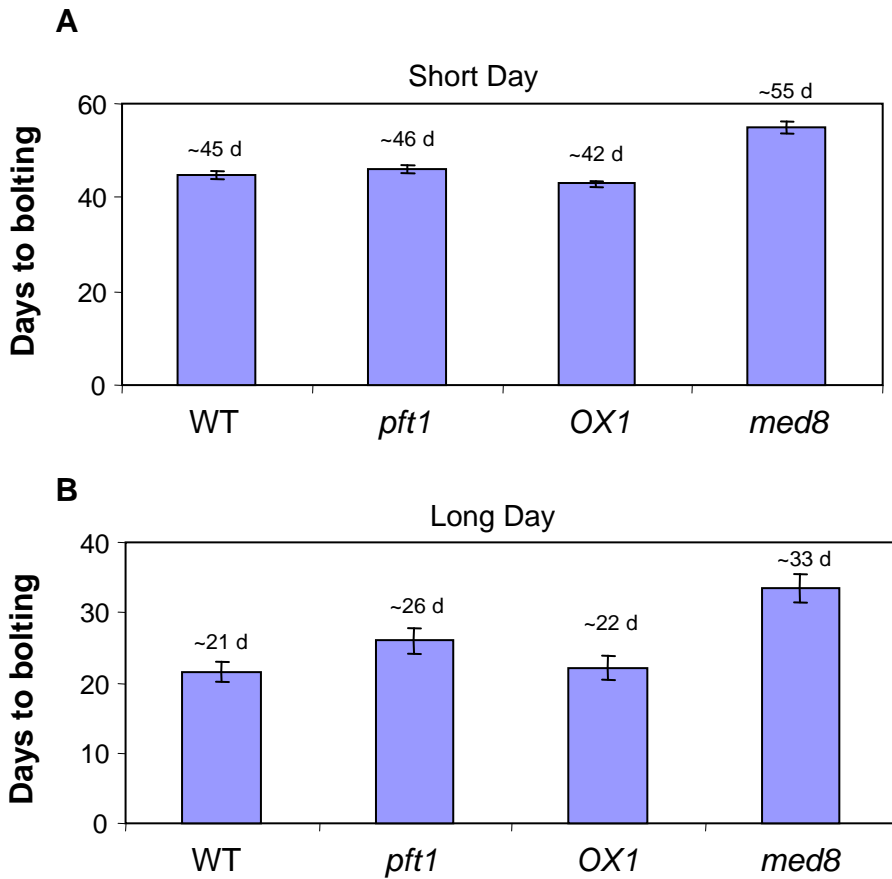 A
Short Day
Days to bolting
60
40
20
0
~45 d
~46 d
~42 d
~55 d
WT
pft1
OX1
med8
B
Long Day
Days to bolting
40
30
20
10
0
~21 d
~26 d
~22 d
~33 d
WT
pft1
OX1
med8